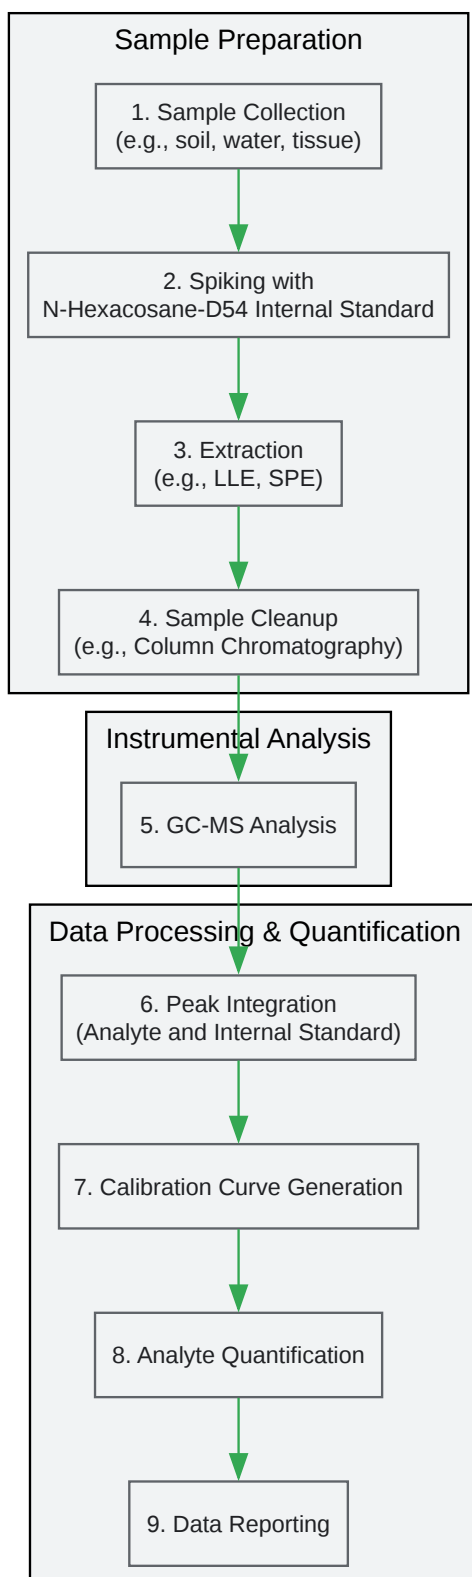 Sample Preparation
1. Sample Collection
(e.g., soil, water, tissue)
2. Spiking with
N-Hexacosane-D54 Internal Standard
3. Extraction
(e.g., LLE, SPE)
4. Sample Cleanup
(e.g., Column Chromatography)
Instrumental Analysis
5. GC-MS Analysis
Data Processing & Quantification
6. Peak Integration
(Analyte and Internal Standard)
7. Calibration Curve Generation
8. Analyte Quantification
9. Data Reporting